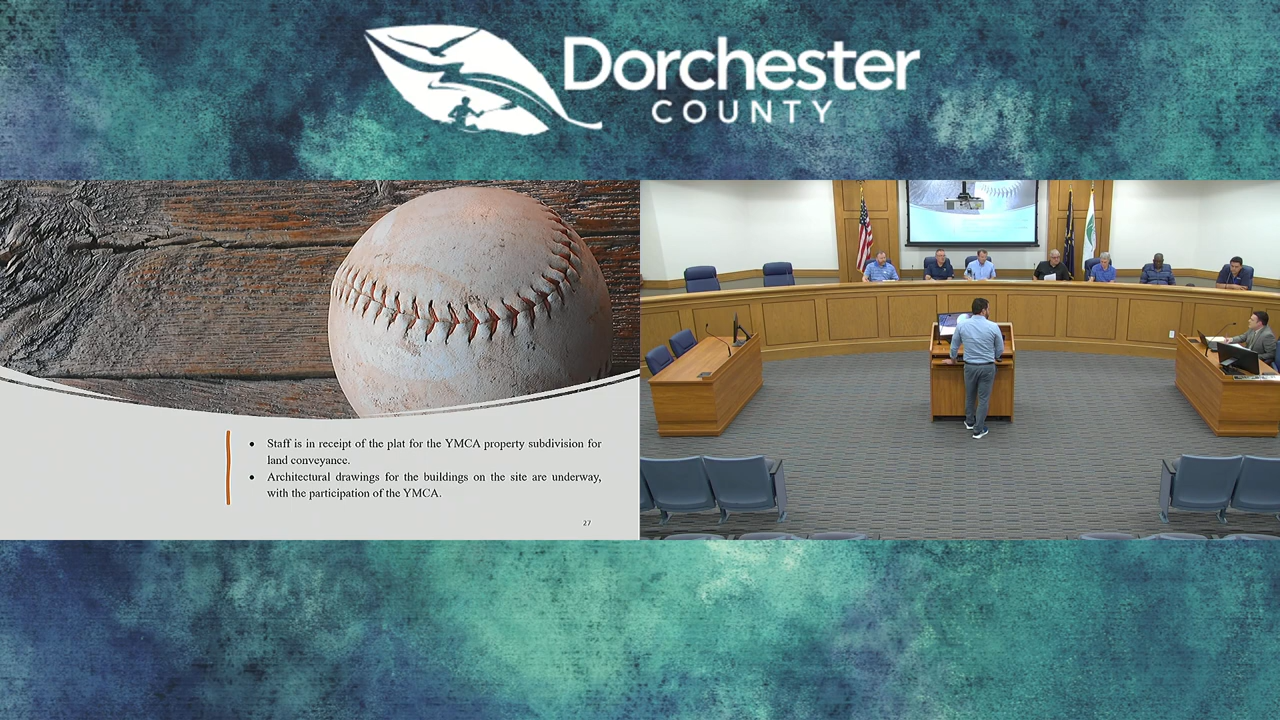 Dorchester
COUNTY
• Staff is in receipt of the plat for the YMCA property subdivision for
land conveyance.
• Architectural drawings for the buildings on the site are underway,
with the participation of the YMCA.
27